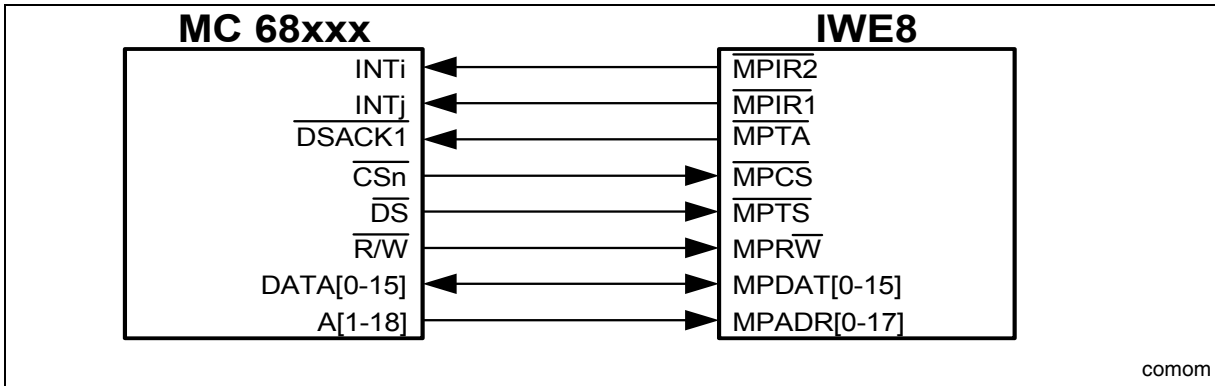 MC 68xxx IWE8
INTi MPIR2
INTj MPIR1
DSACK1 MPTA
CSn MPCS
DS MPTS
R/W MPRW
DATA[0-15] MPDAT[0-15]
A[1-18] MPADR[0-17]
comom